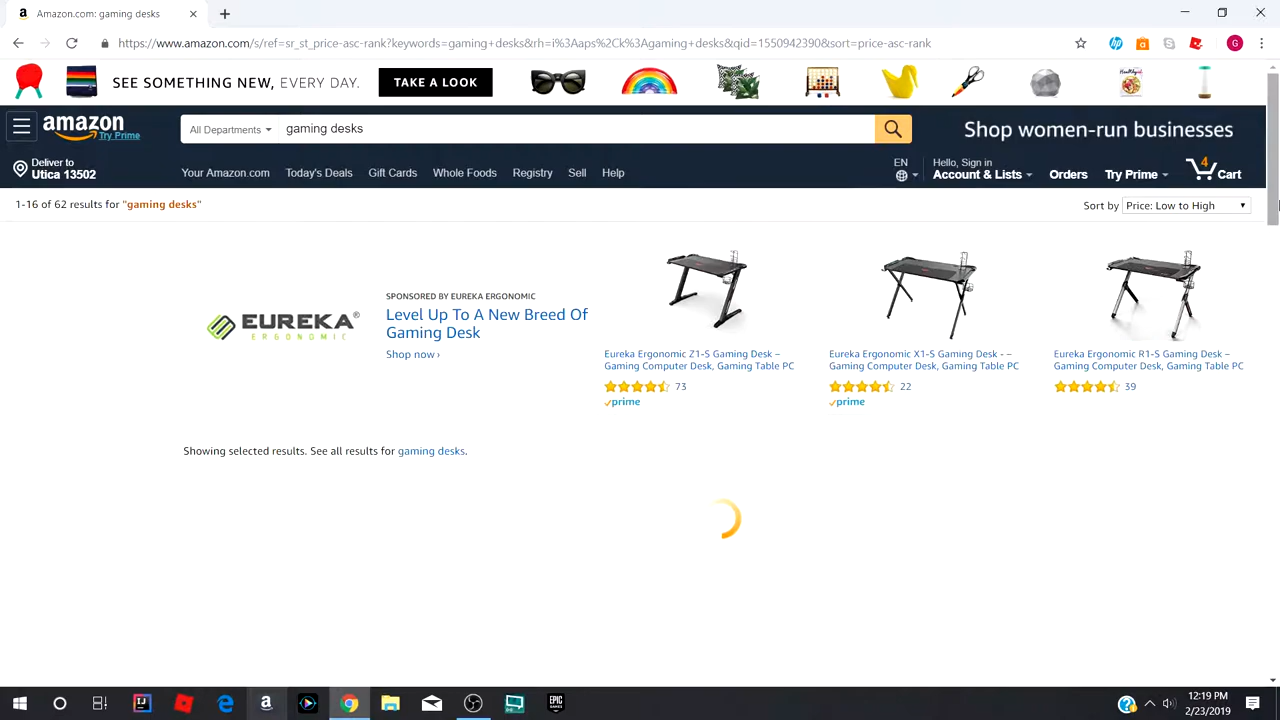 Amazon.com: gaming desks
https://www.amazon.com/s/ref=sr_st_price-asc-rank?keywords=gaming+desks&rh=i%3Aaps%2Ck%3Agaming+desks&qid=1550942390&sort=price-asc-rank
SEE SOMETHING NEW, EVERY DAY. TAKE A LOOK
amazon
Try Prime
All Departments
gaming desks
Shop women-run businesses
Deliver to
Utica 13502
Your Amazon.com Today's Deals Gift Cards Whole Foods Registry Sell Help
EN
Hello, Sign in
Account & Lists
Orders
Try Prime
4
Cart
1-16 of 62 results for "gaming desks"
Sort by Price: Low to High
EUREKA®
ERGONOMIC
SPONSORED BY EUREKA ERGONOMIC
Level Up To A New Breed Of
Gaming Desk
Shop now ›
Eureka Ergonomic Z1-S Gaming Desk –
Gaming Computer Desk, Gaming Table PC
73
prime
Eureka Ergonomic X1-S Gaming Desk - –
Gaming Computer Desk, Gaming Table PC
22
prime
Eureka Ergonomic R1-S Gaming Desk –
Gaming Computer Desk, Gaming Table PC
39
Showing selected results. See all results for gaming desks.
EPIC
GAMES
12:19 PM
2/23/2019